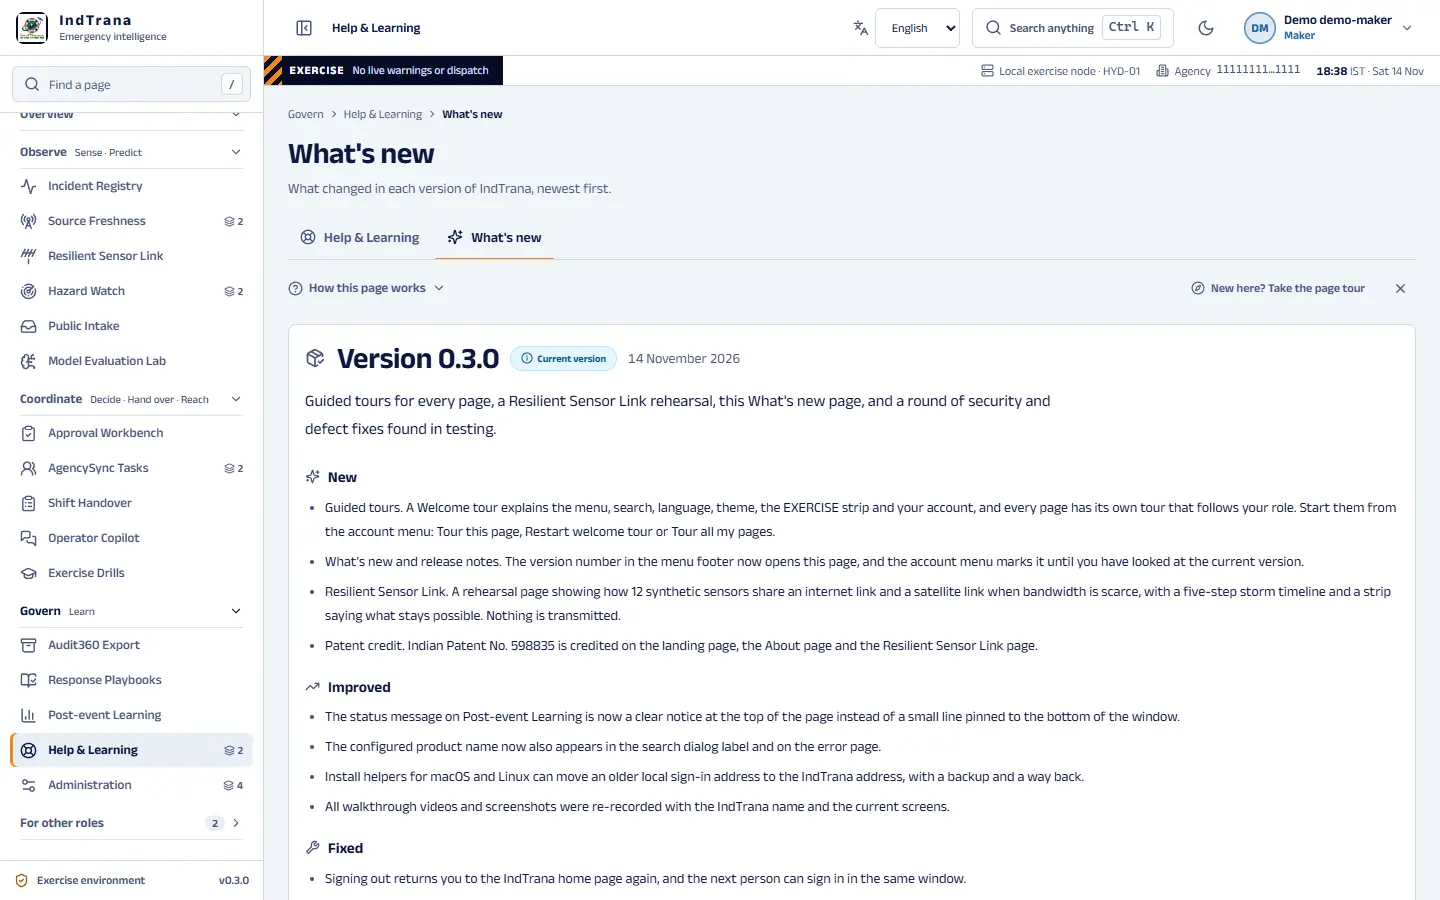 IndTrana
Emergency intelligence
Help & Learning
English
Search anything
Ctrl K
DM
Demo demo-maker
Maker
Find a page
/
EXERCISE No live warnings or dispatch
Local exercise node · HYD-01
Agency 11111111…1111
18:38 IST · Sat 14 Nov
Overview
Observe Sense · Predict
Incident Registry
Source Freshness 2
Resilient Sensor Link
Hazard Watch 2
Public Intake
Model Evaluation Lab
Coordinate Decide · Hand over · Reach
Approval Workbench
AgencySync Tasks 2
Shift Handover
Operator Copilot
Exercise Drills
Govern Learn
Audit360 Export
Response Playbooks
Post-event Learning
Help & Learning 2
Administration 4
For other roles 2
Exercise environment v0.3.0
Govern > Help & Learning > What's new
What's new
What changed in each version of IndTrana, newest first.
Help & Learning
What's new
How this page works
New here? Take the page tour
Version 0.3.0
Current version
14 November 2026
Guided tours for every page, a Resilient Sensor Link rehearsal, this What's new page, and a round of security and
defect fixes found in testing.
New
• Guided tours. A Welcome tour explains the menu, search, language, theme, the EXERCISE strip and your account, and every page has its own tour that follows your role. Start them from
the account menu: Tour this page, Restart welcome tour or Tour all my pages.
• What's new and release notes. The version number in the menu footer now opens this page, and the account menu marks it until you have looked at the current version.
• Resilient Sensor Link. A rehearsal page showing how 12 synthetic sensors share an internet link and a satellite link when bandwidth is scarce, with a five-step storm timeline and a strip
saying what stays possible. Nothing is transmitted.
• Patent credit. Indian Patent No. 598835 is credited on the landing page, the About page and the Resilient Sensor Link page.
Improved
• The status message on Post-event Learning is now a clear notice at the top of the page instead of a small line pinned to the bottom of the window.
• The configured product name now also appears in the search dialog label and on the error page.
• Install helpers for macOS and Linux can move an older local sign-in address to the IndTrana address, with a backup and a way back.
• All walkthrough videos and screenshots were re-recorded with the IndTrana name and the current screens.
Fixed
• Signing out returns you to the IndTrana home page again, and the next person can sign in in the same window.